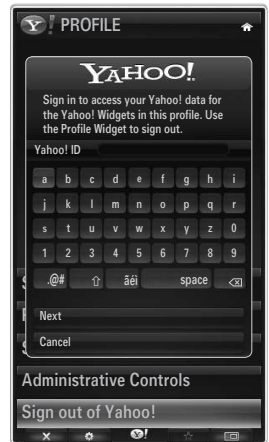 Y! PROFILE
YAHOO!
Sign in to access your Yahoo! data for
the Yahoo! Widgets in this profile. Use
the Profile Widget to sign out.
Yahoo! ID
a b c d e f g h i
j k l m n o p q r
s t u v w x y z 0
1 2 3 4 5 6 7 8 9
.@# ⇧ ãéì space ⌫
Next
Cancel
Administrative Controls
Sign out of Yahoo!
Y!